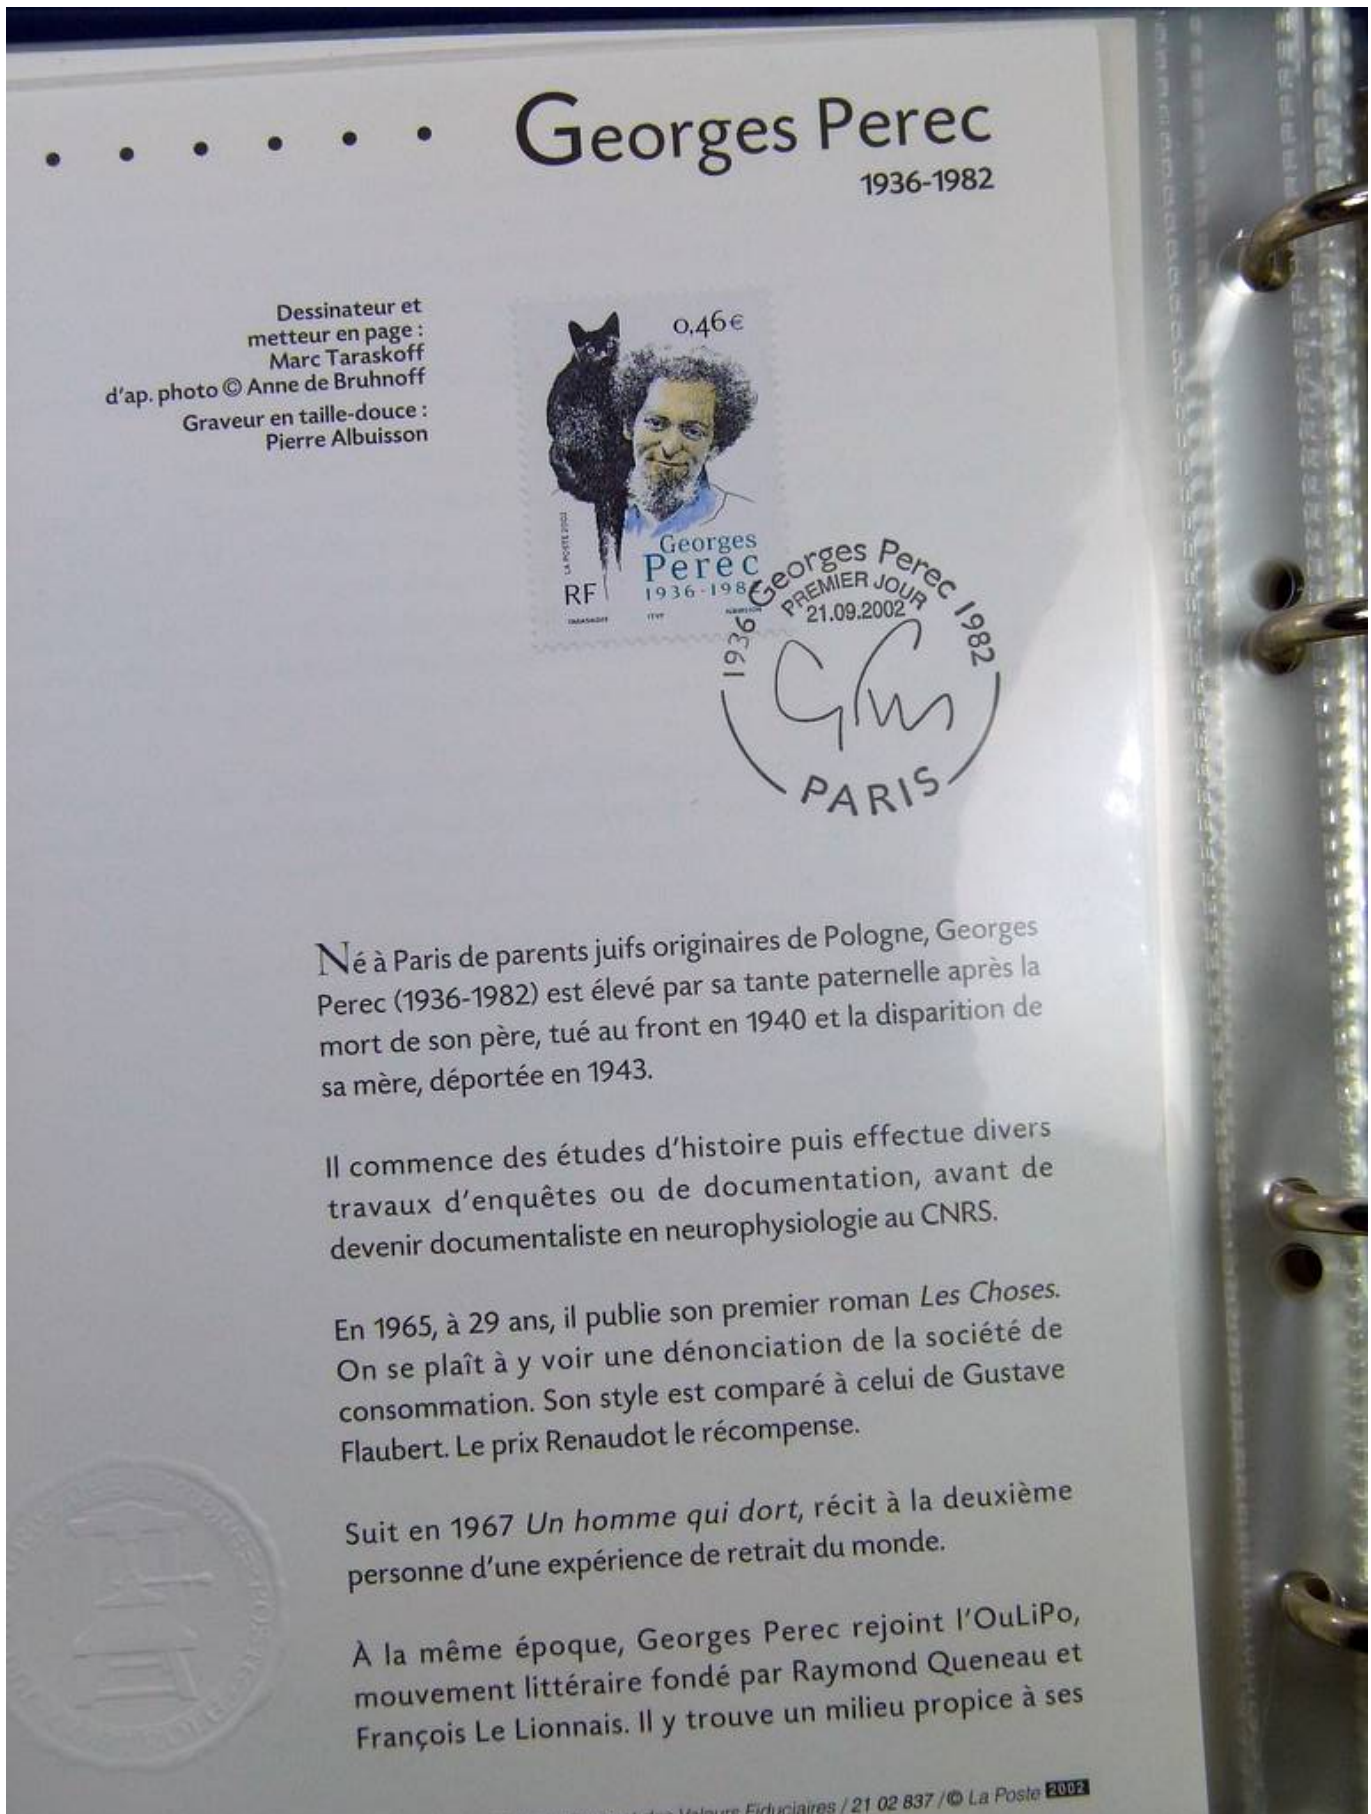 Georges Perec
1936-1982
Dessinateur et
metteur en page :
Marc Taraskoff
d'ap. photo © Anne de Bruhnoff
Graveur en taille-douce :
Pierre Albuisson
0,46€
LA POSTE 2002
Georges
Perec
1936-198
RF
TARASKOFF
ITVF
ALBUISSON
1936 Georges Perec 1982
PREMIER JOUR
21.09.2002
PARIS
Né à Paris de parents juifs originaires de Pologne, Georges
Perec (1936-1982) est élevé par sa tante paternelle après la
mort de son père, tué au front en 1940 et la disparition de
sa mère, déportée en 1943.
Il commence des études d'histoire puis effectue divers
travaux d'enquêtes ou de documentation, avant de
devenir documentaliste en neurophysiologie au CNRS.
En 1965, à 29 ans, il publie son premier roman Les Choses.
On se plaît à y voir une dénonciation de la société de
consommation. Son style est comparé à celui de Gustave
Flaubert. Le prix Renaudot le récompense.
Suit en 1967 Un homme qui dort, récit à la deuxième
personne d'une expérience de retrait du monde.
À la même époque, Georges Perec rejoint l'OuLiPo,
mouvement littéraire fondé par Raymond Queneau et
François Le Lionnais. Il y trouve un milieu propice à ses
Valeurs Fiduciaires / 21 02 837 / © La Poste 2002